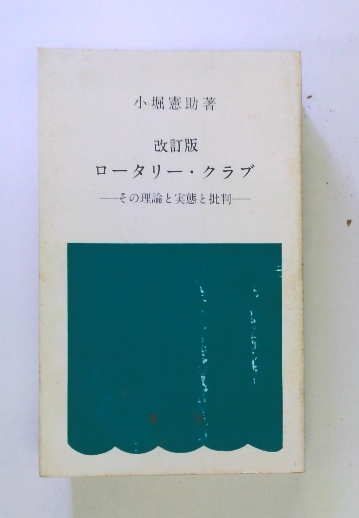 小堀憲助著
改訂版
ロータリー・クラブ
―その理論と実態と批判―